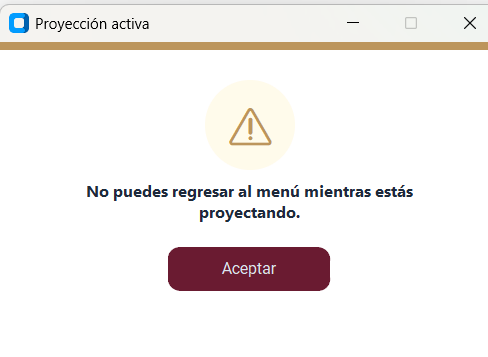 Proyección activa
No puedes regresar al menú mientras estás
proyectando.
Aceptar